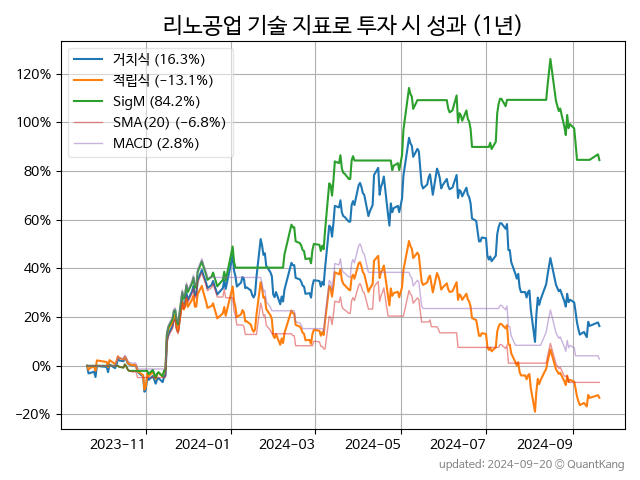 리노공업 기술 지표로 투자 시 성과 (1년)
거치식 (16.3%)
적립식 (-13.1%)
SigM (84.2%)
SMA(20) (-6.8%)
MACD (2.8%)
120%
100%
80%
60%
40%
20%
0%
-20%
2023-11
2024-01
2024-03
2024-05
2024-07
2024-09
updated: 2024-09-20 © QuantKang